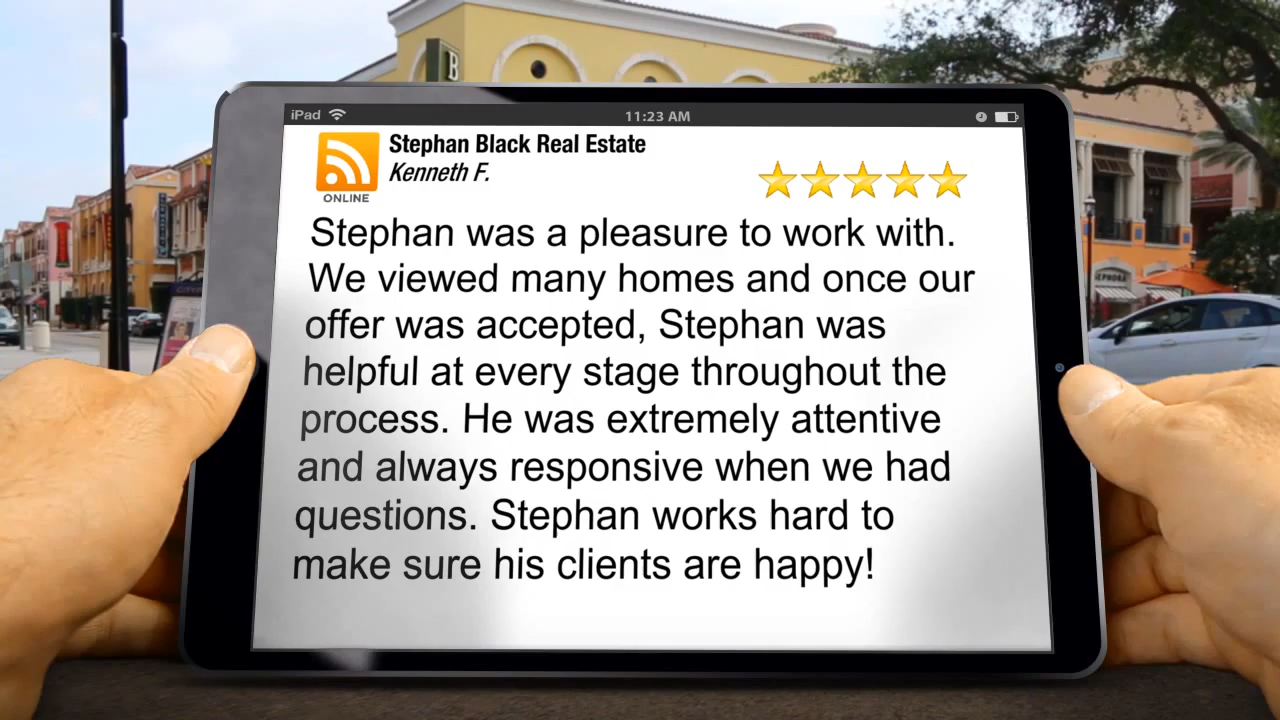 iPad 11:23 AM
Stephan Black Real Estate
Kenneth F.
ONLINE
Stephan was a pleasure to work with.
We viewed many homes and once our
offer was accepted, Stephan was
helpful at every stage throughout the
process. He was extremely attentive
and always responsive when we had
questions. Stephan works hard to
make sure his clients are happy!
B
SEPHORA